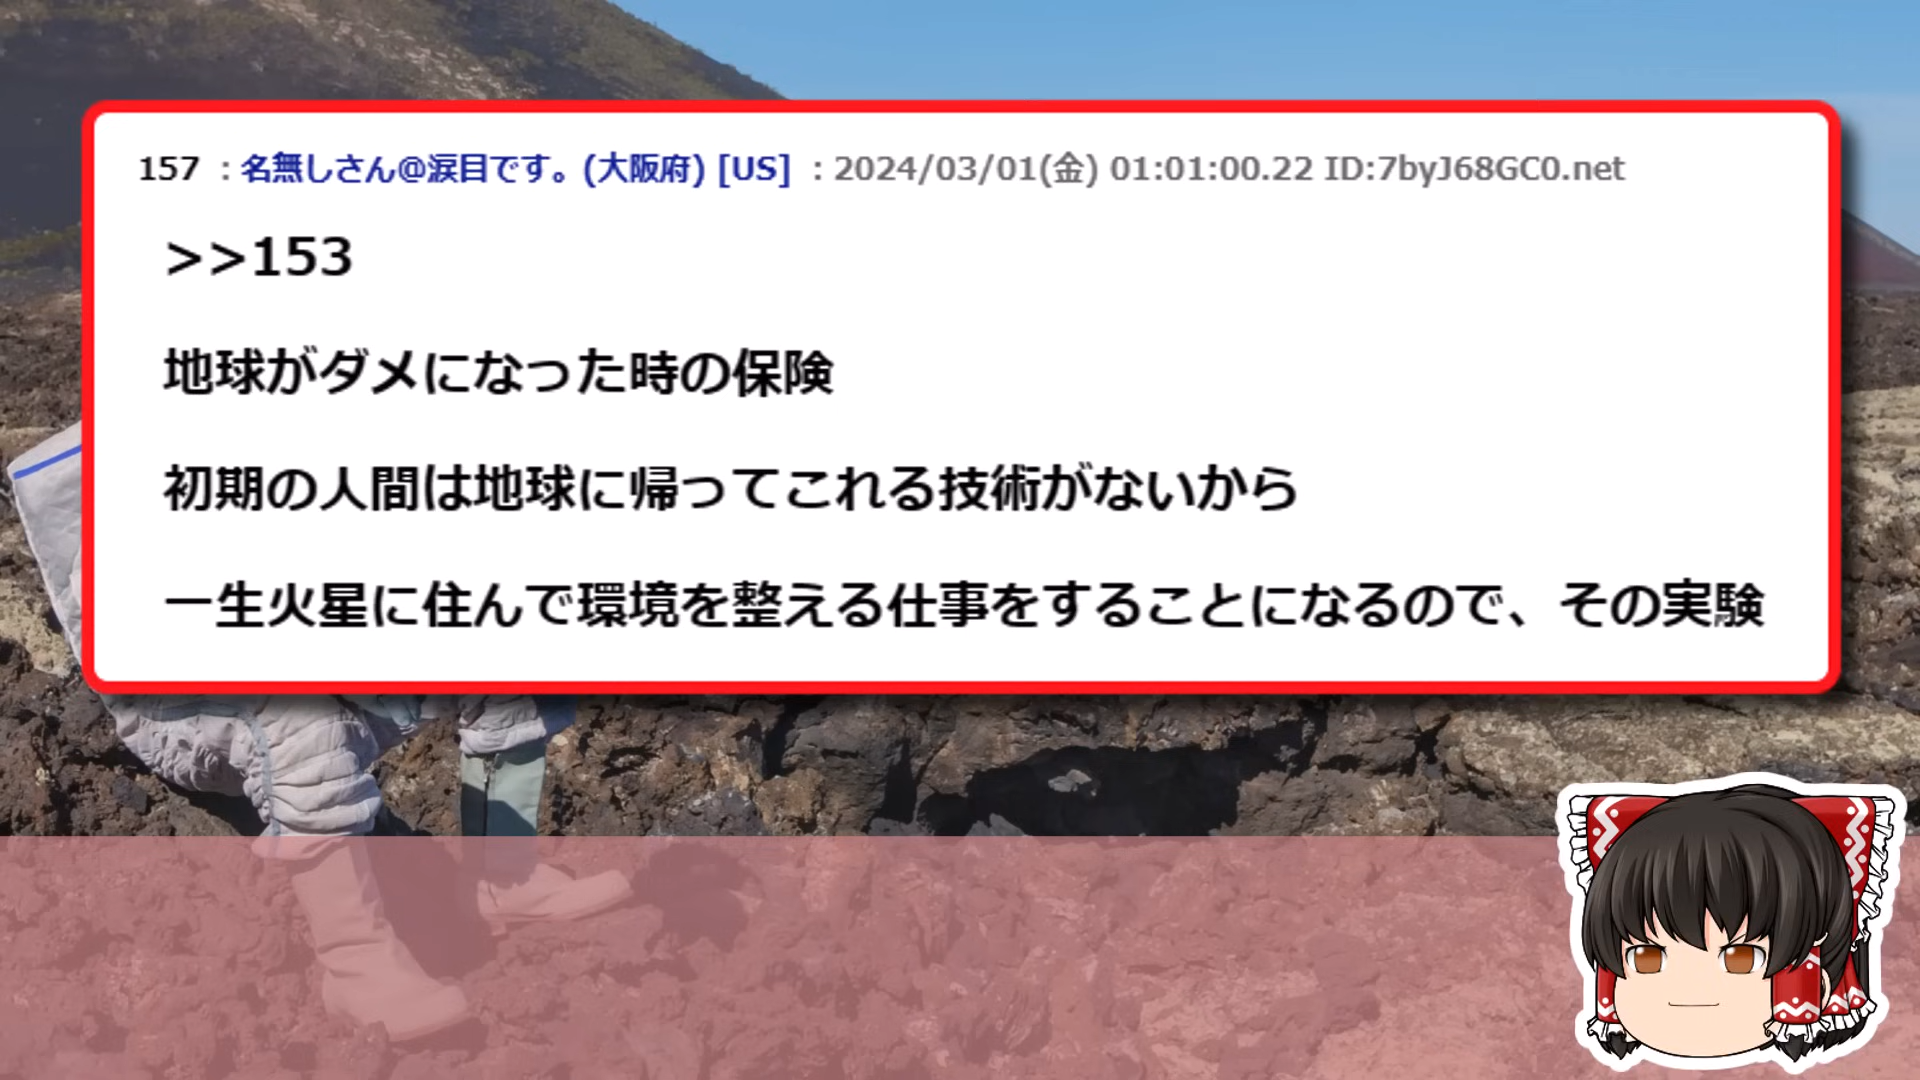 157 ：名無しさん@涙目です。(大阪府) [US] ：2024/03/01(金) 01:01:00.22 ID:7byJ68GC0.net
>>153
地球がダメになった時の保険
初期の人間は地球に帰ってこれる技術がないから
一生火星に住んで環境を整える仕事をすることになるので、その実験